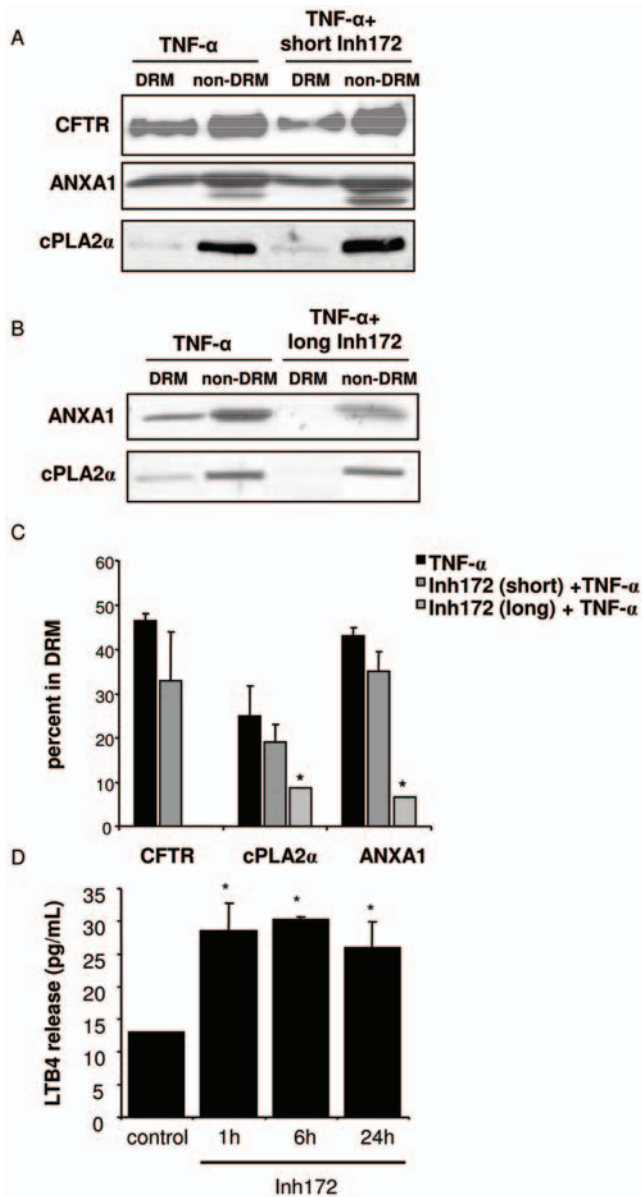 A
TNF-α
TNF-α+
short Inh172
DRM non-DRM DRM non-DRM
CFTR
ANXA1
cPLA2α
B
TNF-α
TNF-α+
long Inh172
DRM non-DRM DRM non-DRM
ANXA1
cPLA2α
C
60
50
40
30
20
10
0
percent in DRM
TNF-α
Inh172 (short) +TNF-α
Inh172 (long) + TNF-α
*
*
CFTR cPLA2α ANXA1
D
35
30
25
20
15
10
5
0
LTB4 release (pg/mL)
* * *
control 1h 6h 24h
Inh172